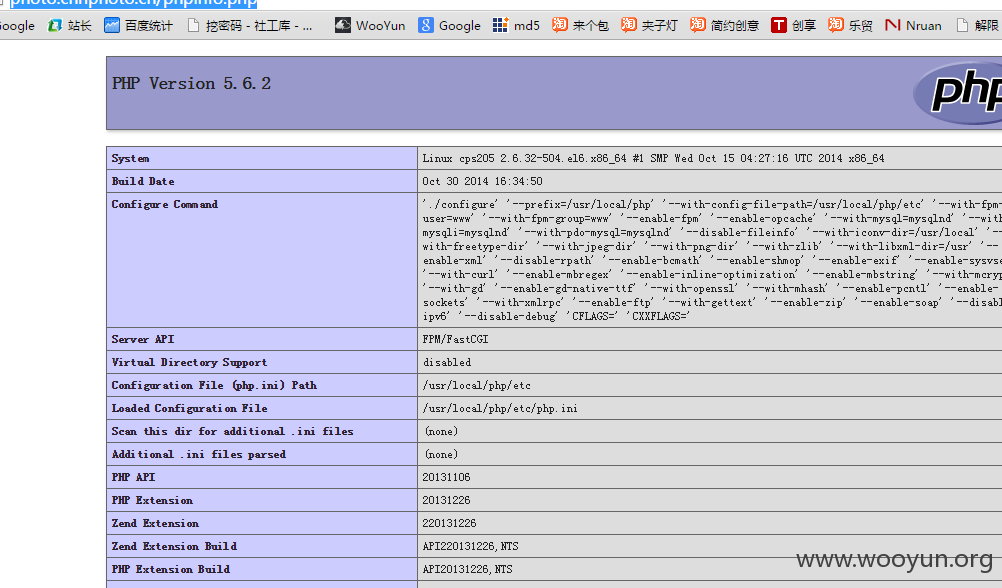 photo.chnphoto.cn/phpinfo.php
Google 站长 百度统计 挖密码 - 社工库 - ... WooYun Google md5 来个包 夹子灯 简约创意 创享 乐贸 Nruan 解限
PHP Version 5.6.2
php
System Linux cps205 2.6.32-504.el6.x86_64 #1 SMP Wed Oct 15 04:27:16 UTC 2014 x86_64
Build Date Oct 30 2014 16:34:50
Configure Command './configure' '--prefix=/usr/local/php' '--with-config-file-path=/usr/local/php/etc' '--with-fpm-
user=www' '--with-fpm-group=www' '--enable-fpm' '--enable-opcache' '--with-mysql=mysqlnd' '--with
mysqli=mysqlnd' '--with-pdo-mysql=mysqlnd' '--disable-fileinfo' '--with-iconv-dir=/usr/local' '--
with-freetype-dir' '--with-jpeg-dir' '--with-png-dir' '--with-zlib' '--with-libxml-dir=/usr' '--
enable-xml' '--disable-rpath' '--enable-bcmath' '--enable-shmop' '--enable-exif' '--enable-sysvse
'--with-curl' '--enable-mbregex' '--enable-inline-optimization' '--enable-mbstring' '--with-mcryp
'--with-gd' '--enable-gd-native-ttf' '--with-openssl' '--with-mhash' '--enable-pcntl' '--enable-
sockets' '--with-xmlrpc' '--enable-ftp' '--with-gettext' '--enable-zip' '--enable-soap' '--disabl
ipv6' '--disable-debug' 'CFLAGS=' 'CXXFLAGS='
Server API FPM/FastCGI
Virtual Directory Support disabled
Configuration File (php.ini) Path /usr/local/php/etc
Loaded Configuration File /usr/local/php/etc/php.ini
Scan this dir for additional .ini files (none)
Additional .ini files parsed (none)
PHP API 20131106
PHP Extension 20131226
Zend Extension 220131226
Zend Extension Build API220131226,NTS
PHP Extension Build API20131226,NTS
www.wooyun.org